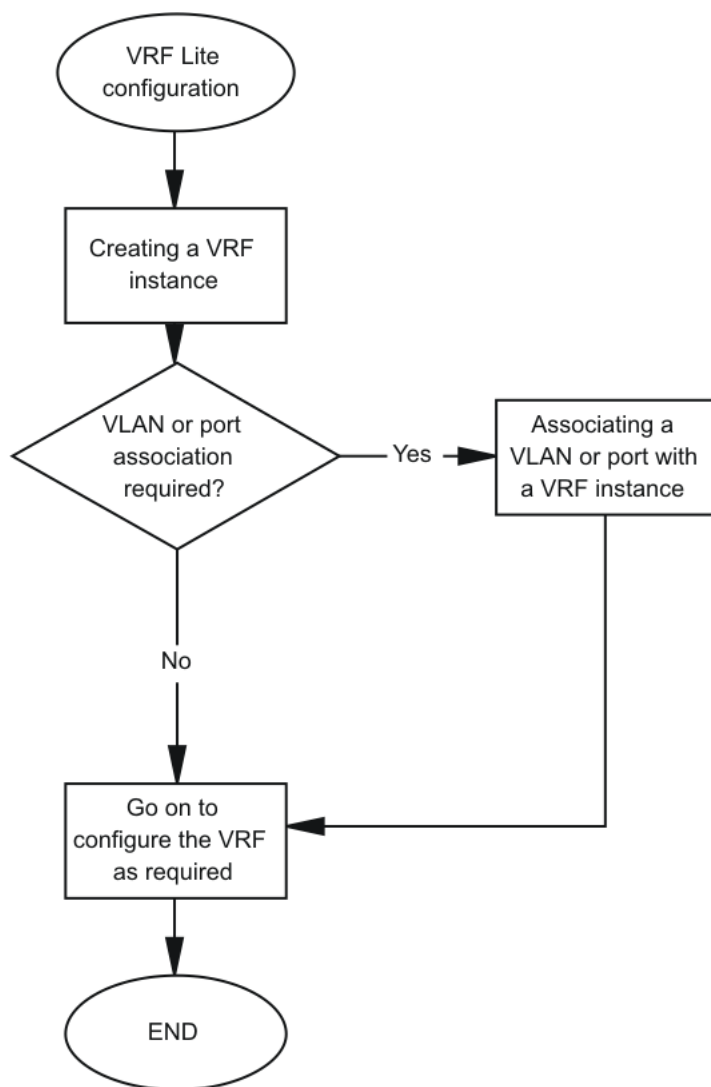 VRF Lite
configuration
Creating a VRF
instance
VLAN or port
association
required?
Yes
Associating a
VLAN or port with
a VRF instance
No
Go on to
configure the VRF
as required
END